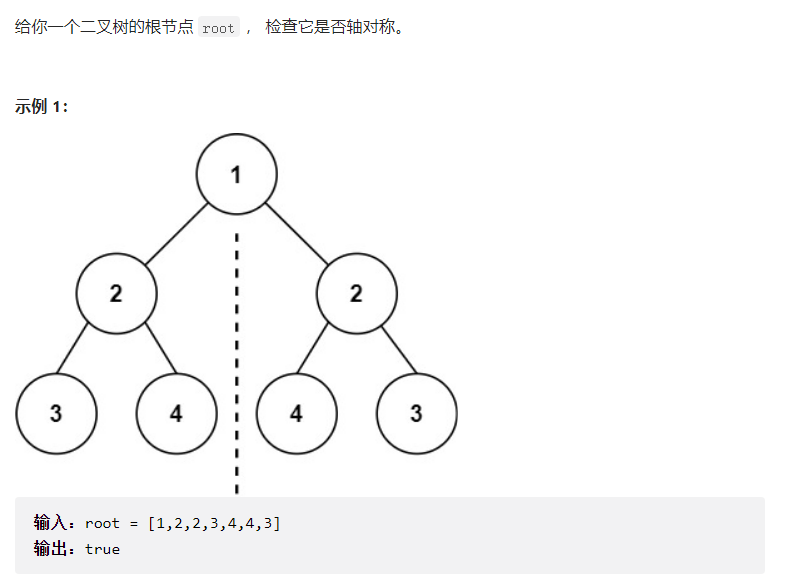 给你一个二叉树的根节点 root ， 检查它是否轴对称。
示例 1：
1
2 2
3 4 4 3
输入：root = [1,2,2,3,4,4,3]
输出：true